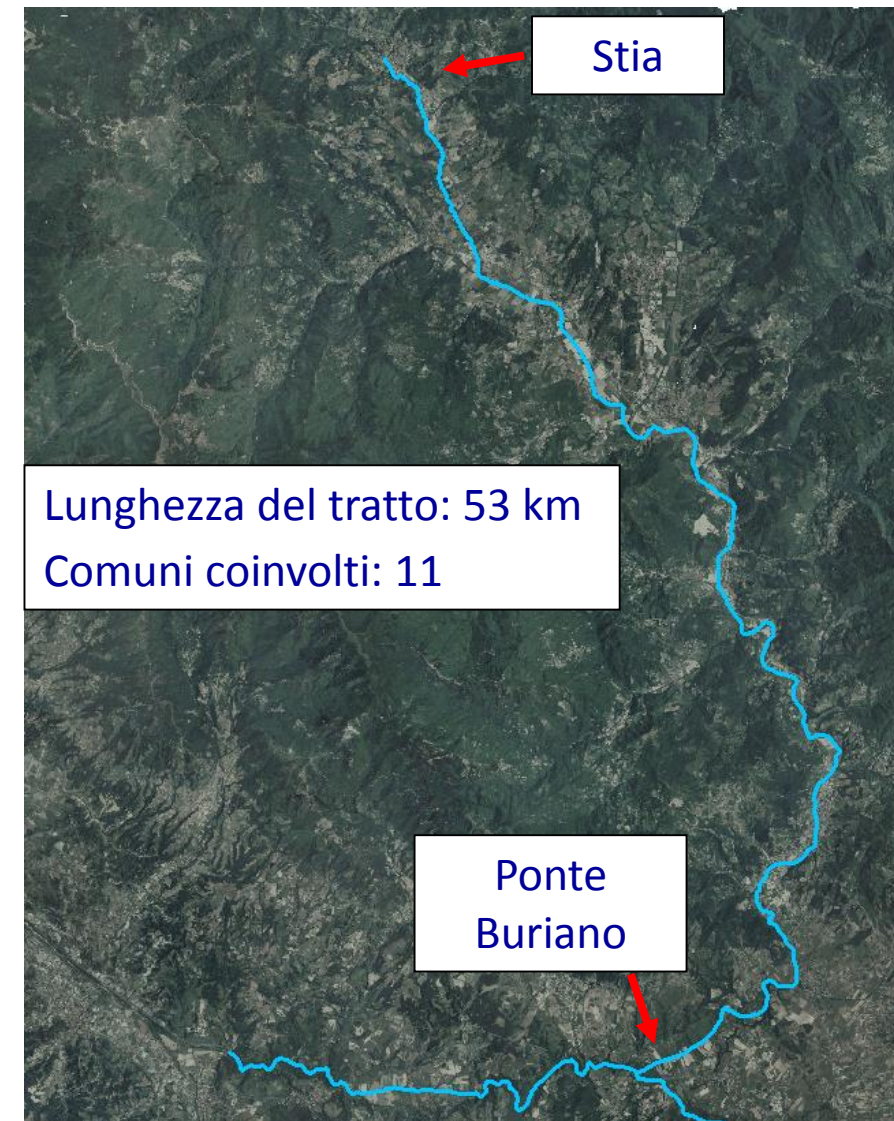 Stia
Lunghezza del tratto: 53 km
Comuni coinvolti: 11
Ponte
Buriano